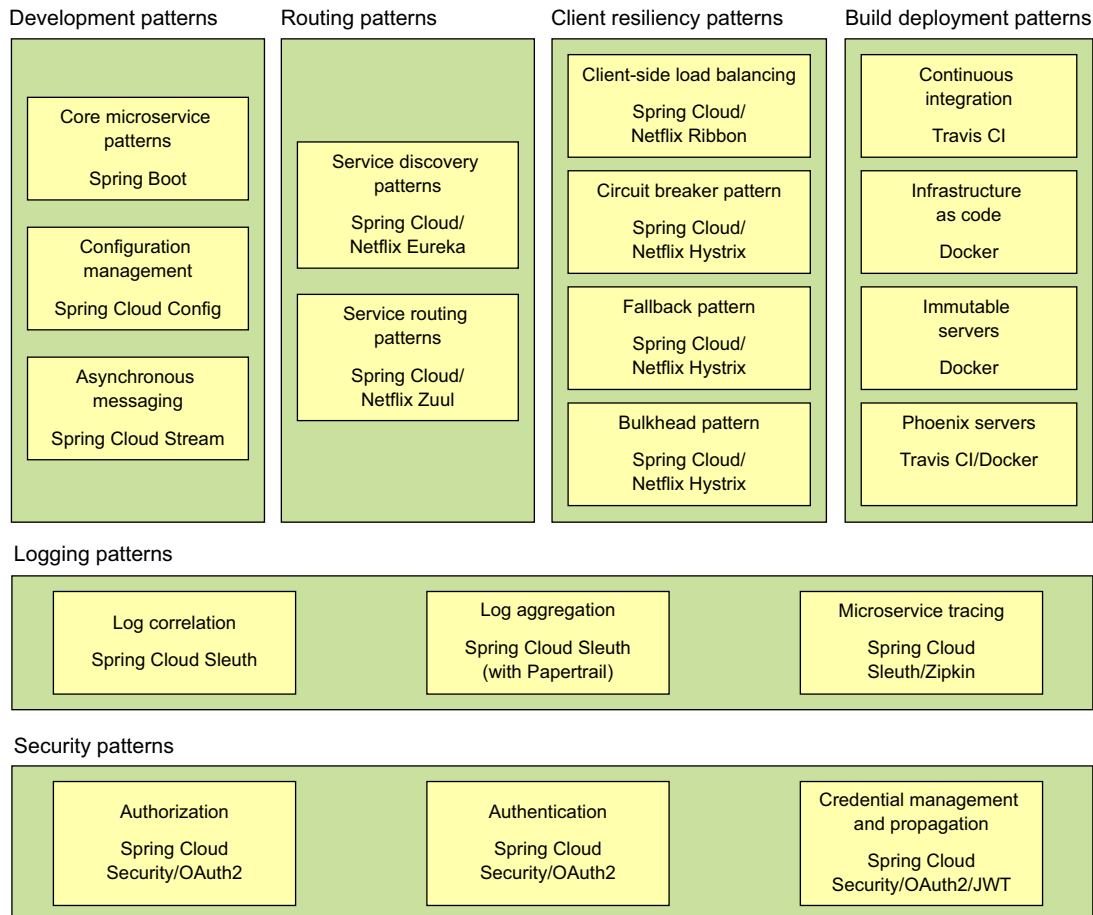 Development patterns
Core microservice
patterns
Spring Boot
Configuration
management
Spring Cloud Config
Asynchronous
messaging
Spring Cloud Stream
Routing patterns
Service discovery
patterns
Spring Cloud/
Netflix Eureka
Service routing
patterns
Spring Cloud/
Netflix Zuul
Client resiliency patterns
Client-side load balancing
Spring Cloud/
Netflix Ribbon
Circuit breaker pattern
Spring Cloud/
Netflix Hystrix
Fallback pattern
Spring Cloud/
Netflix Hystrix
Bulkhead pattern
Spring Cloud/
Netflix Hystrix
Build deployment patterns
Continuous
integration
Travis CI
Infrastructure
as code
Docker
Immutable
servers
Docker
Phoenix servers
Travis CI/Docker
Logging patterns
Log correlation
Spring Cloud Sleuth
Log aggregation
Spring Cloud Sleuth
(with Papertrail)
Microservice tracing
Spring Cloud
Sleuth/Zipkin
Security patterns
Authorization
Spring Cloud
Security/OAuth2
Authentication
Spring Cloud
Security/OAuth2
Credential management
and propagation
Spring Cloud
Security/OAuth2/JWT